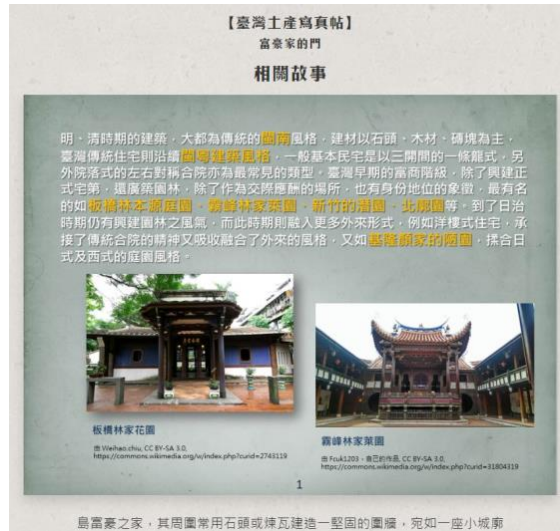 【臺灣土產寫真帖】
富豪家的門
相關故事
明、清時期的建築，大都為傳統的閩南風格，建材以石頭、木材、磚塊為主，
臺灣傳統住宅則沿續閩粵建築風格，一般基本民宅是以三開間的一條龍式，另
外院落式的左右對稱合院亦為最常見的類型。臺灣早期的富商階級，除了興建正
式宅第，還廣築園林，除了作為交際應酬的場所，也有身份地位的象徵，最有名
的如板橋林本源庭園、霧峰林家萊園、新竹的潛園、北郭園等。到了日治
時期仍有興建園林之風氣，而此時期則融入更多外來形式，例如洋樓式住宅，承
接了傳統合院的精神又吸收融合了外來的風格，又如基隆顏家的陋園，揉合日
式及西式的庭園風格。
板橋林家花園
由 Weihao.chiu, CC BY-SA 3.0,
https://commons.wikimedia.org/w/index.php?curid=2743119
霧峰林家萊園
由 Fcuk1203 - 自己的作品, CC BY-SA 3.0,
https://commons.wikimedia.org/w/index.php?curid=31804319
1
島富豪之家，其周圍常用石頭或煉瓦建造一堅固的圍牆，宛如一座小城廓